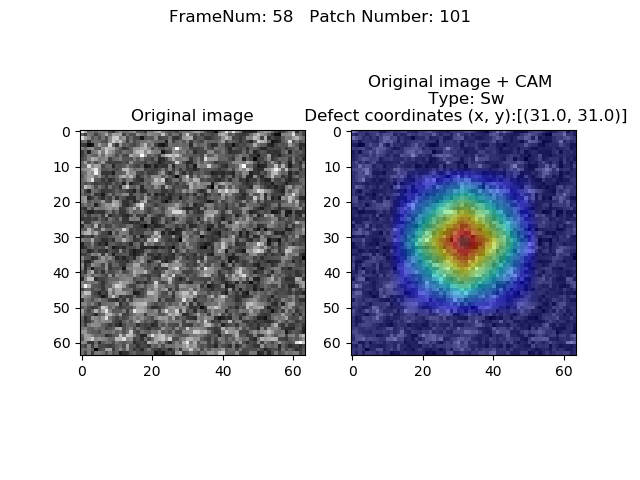 FrameNum: 58   Patch Number: 101
Original image
0
10
20
30
40
50
60
0 20 40 60
Original image + CAM
Type: Sw
Defect coordinates (x, y):[(31.0, 31.0)]
0
10
20
30
40
50
60
0 20 40 60